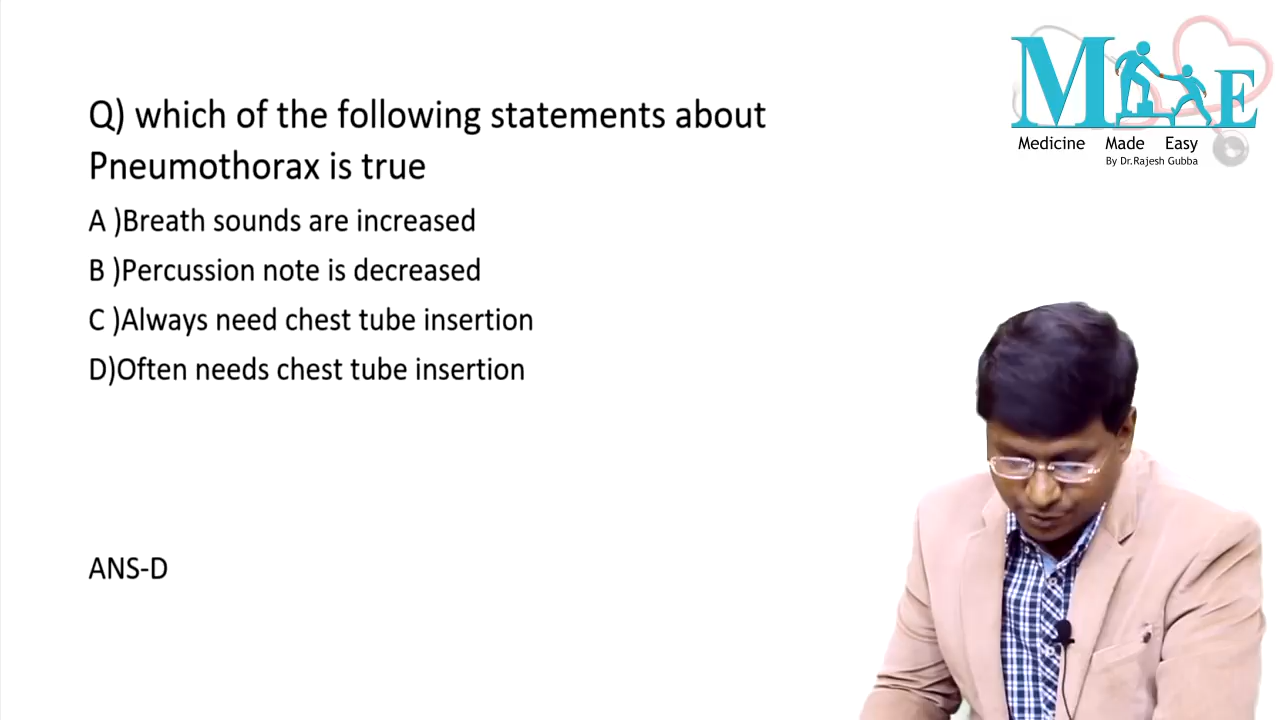 M E
Medicine Made Easy
By Dr.Rajesh Gubba
Q) which of the following statements about
Pneumothorax is true
A )Breath sounds are increased
B )Percussion note is decreased
C )Always need chest tube insertion
D)Often needs chest tube insertion
ANS-D